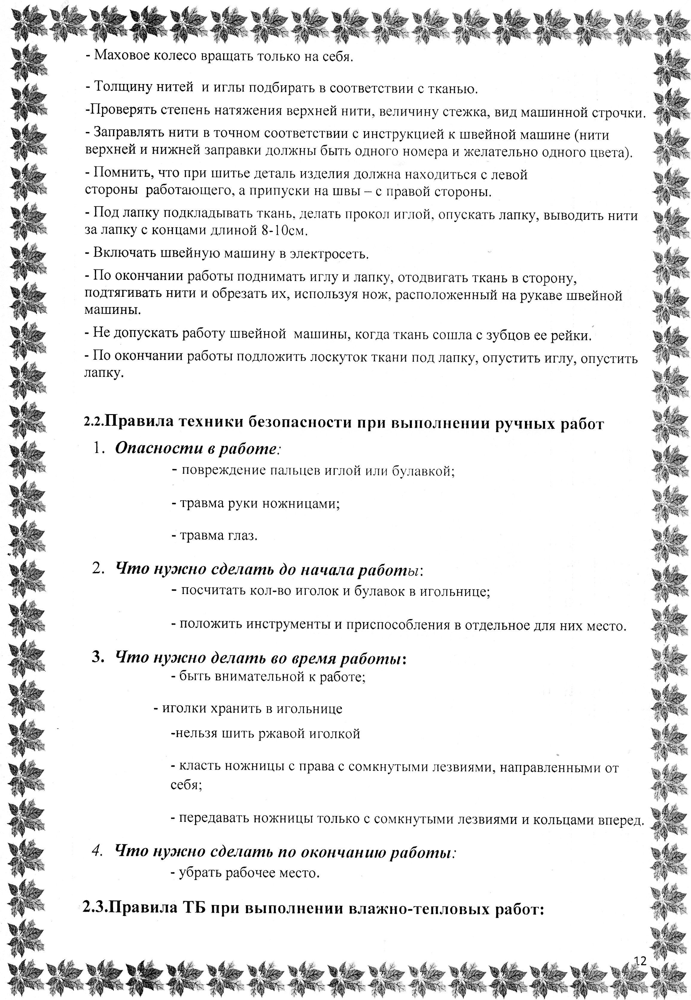 - Маховое колесо вращать только на себя.
- Толщину нитей и иглы подбирать в соответствии с тканью.
-Проверять степень натяжения верхней нити, величину стежка, вид машинной строчки.
- Заправлять нити в точном соответствии с инструкцией к швейной машине (нити
верхней и нижней заправки должны быть одного номера и желательно одного цвета).
- Помнить, что при шитье деталь изделия должна находиться с левой
стороны работающего, а припуски на швы – с правой стороны.
- Под лапку подкладывать ткань, делать прокол иглой, опускать лапку, выводить нити
за лапку с концами длиной 8-10см.
- Включать швейную машину в электросеть.
- По окончании работы поднимать иглу и лапку, отодвигать ткань в сторону,
подтягивать нити и обрезать их, используя нож, расположенный на рукаве швейной
машины.
- Не допускать работу швейной машины, когда ткань сошла с зубцов ее рейки.
- По окончании работы подложить лоскуток ткани под лапку, опустить иглу, опустить
лапку.
2.2.Правила техники безопасности при выполнении ручных работ
1. Опасности в работе:
- повреждение пальцев иглой или булавкой;
- травма руки ножницами;
- травма глаз.
2. Что нужно сделать до начала работы:
- посчитать кол-во иголок и булавок в игольнице;
- положить инструменты и приспособления в отдельное для них место.
3. Что нужно делать во время работы:
- быть внимательной к работе;
- иголки хранить в игольнице
-нельзя шить ржавой иголкой
- класть ножницы с права с сомкнутыми лезвиями, направленными от
себя;
- передавать ножницы только с сомкнутыми лезвиями и кольцами вперед.
4. Что нужно сделать по окончанию работы:
- убрать рабочее место.
2.3.Правила ТБ при выполнении влажно-тепловых работ:
12